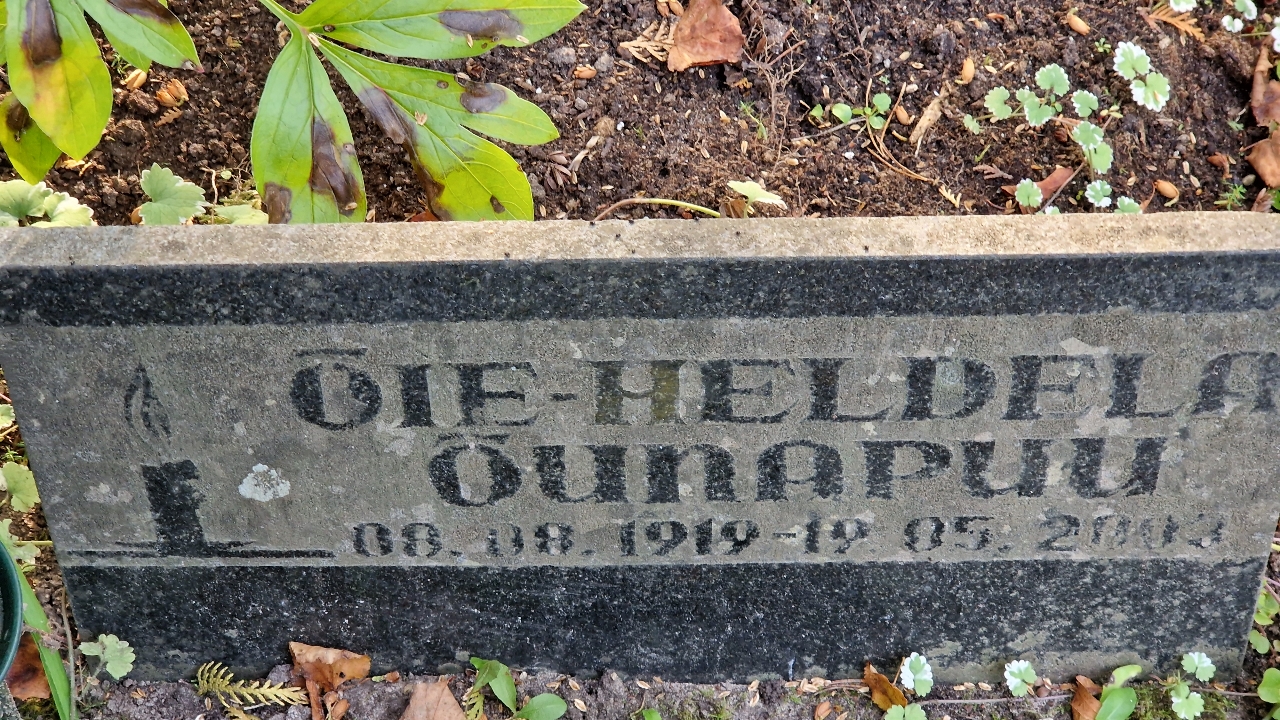 ÕIE-HELDELA
ÕUNAPUU
08. 08. 1919-19. 05. 2003